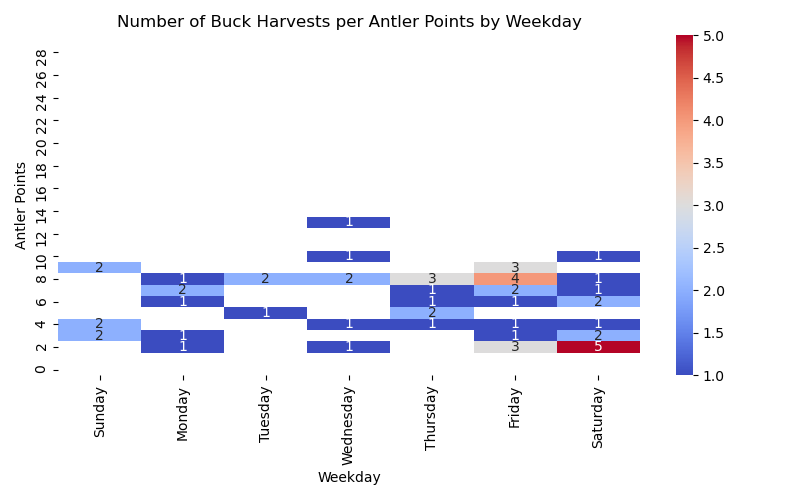 Number of Buck Harvests per Antler Points by Weekday
5.0
28
26
4.5
24
22
4.0
20
18
3.5
16
Antler Points
14
1
3.0
12
10
1 1
2 3
2.5
8
1 2 2 3 4 1
2 1 2 1
6
1 1 1 2
2.0
1 2
4
2 1 1 1 1
2 1 1 2
1.5
2
1 1 3 5
0
1.0
Sunday
Monday
Tuesday
Wednesday
Thursday
Friday
Saturday
Weekday